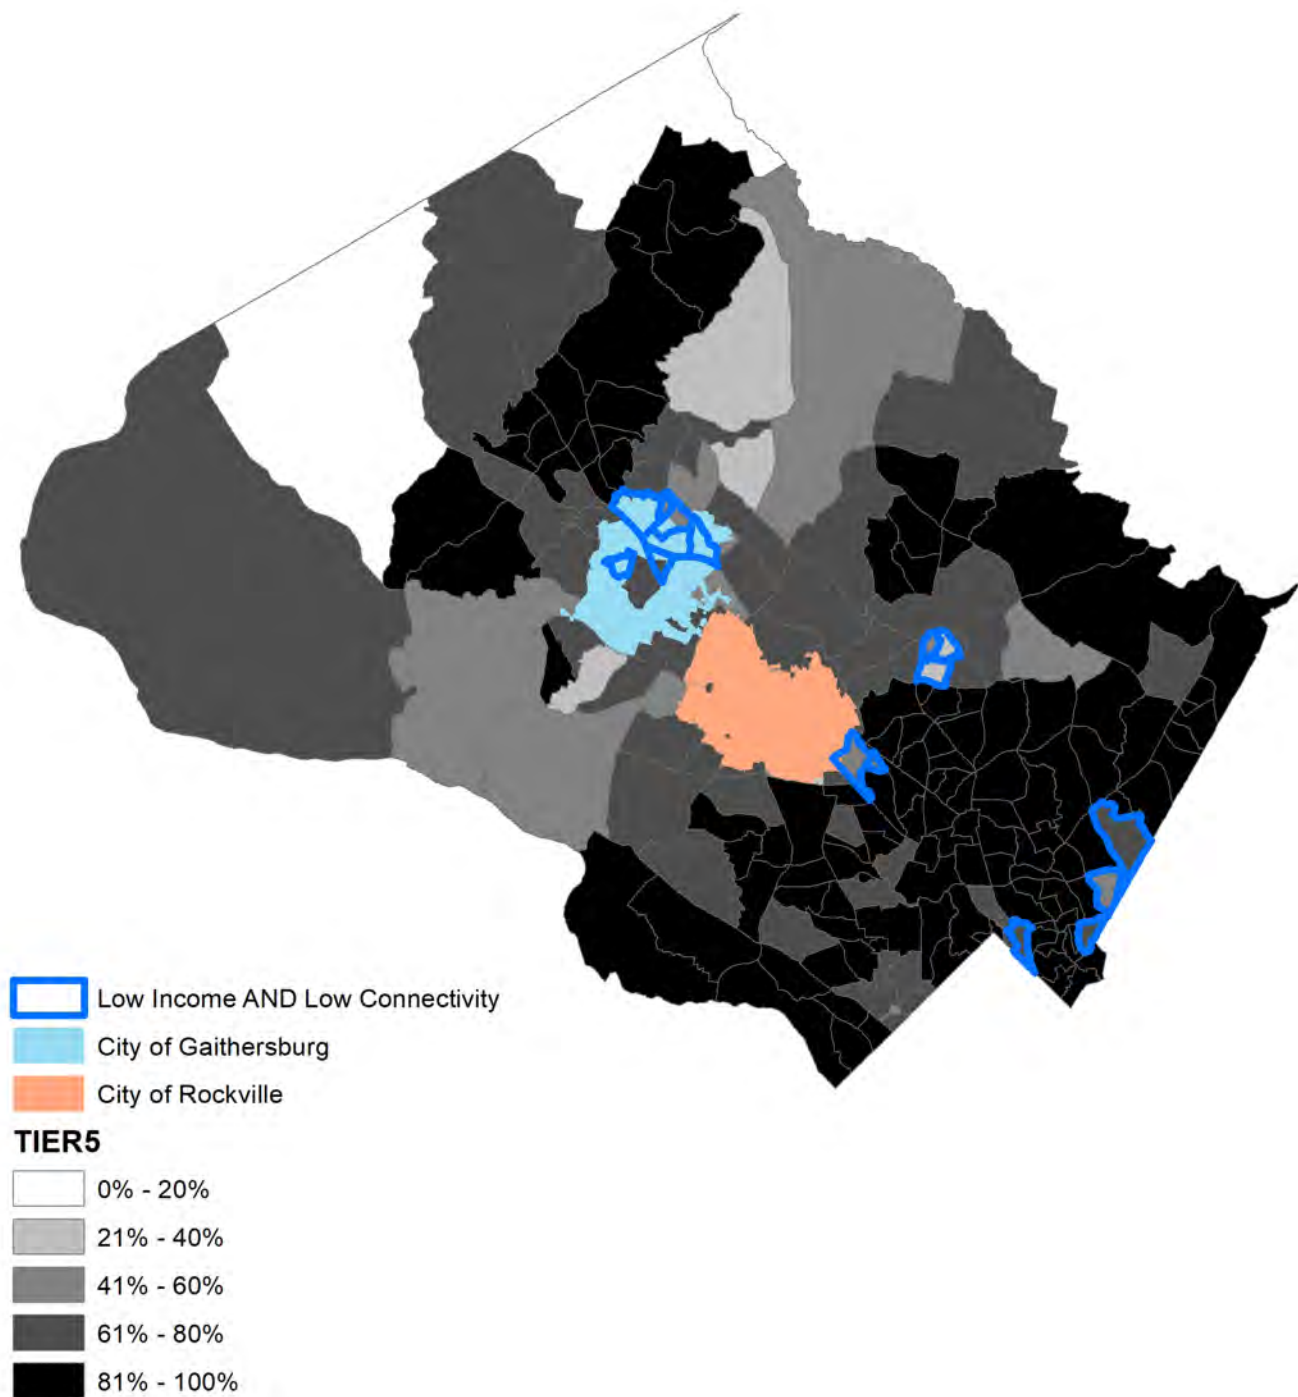 Low Income AND Low Connectivity
City of Gaithersburg
City of Rockville
TIER5
0% - 20%
21% - 40%
41% - 60%
61% - 80%
81% - 100%